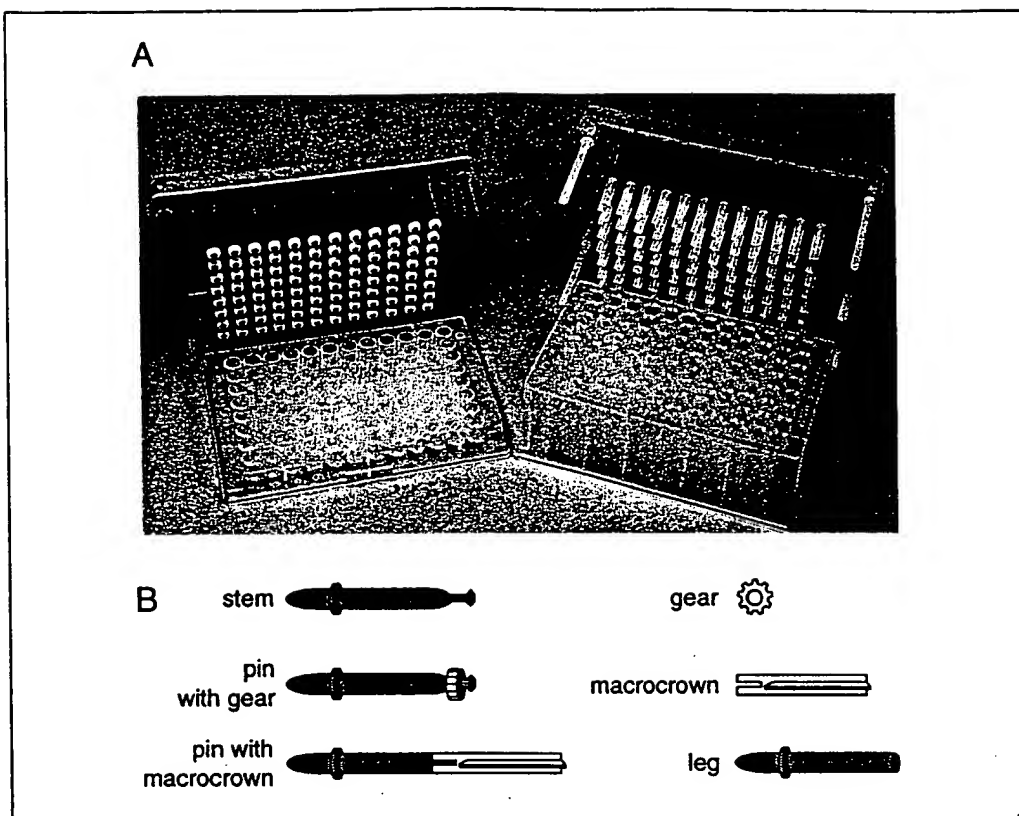 A
B
stem
gear
pin
with gear
macrocrown
pin with
macrocrown
leg